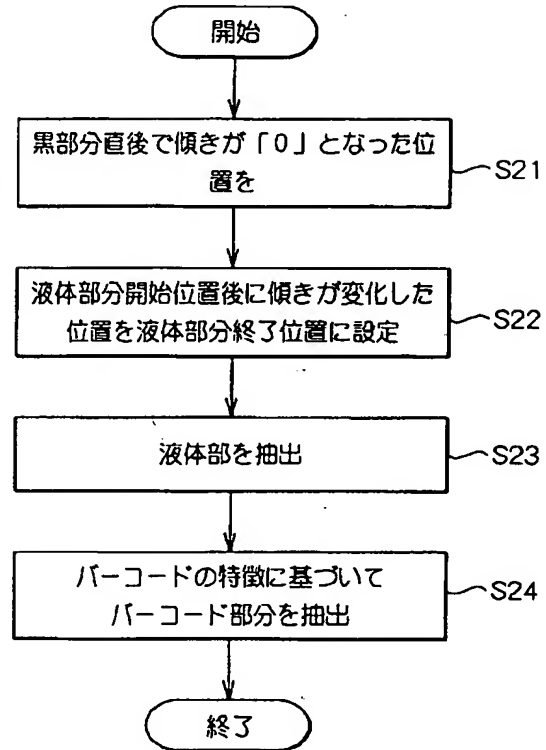 開始
黒部分直後で傾きが「0」となった位
置を
S21
液体部分開始位置後に傾きが変化した
位置を液体部分終了位置に設定
S22
液体部を抽出
S23
バーコードの特徴に基づいて
バーコード部分を抽出
S24
終了